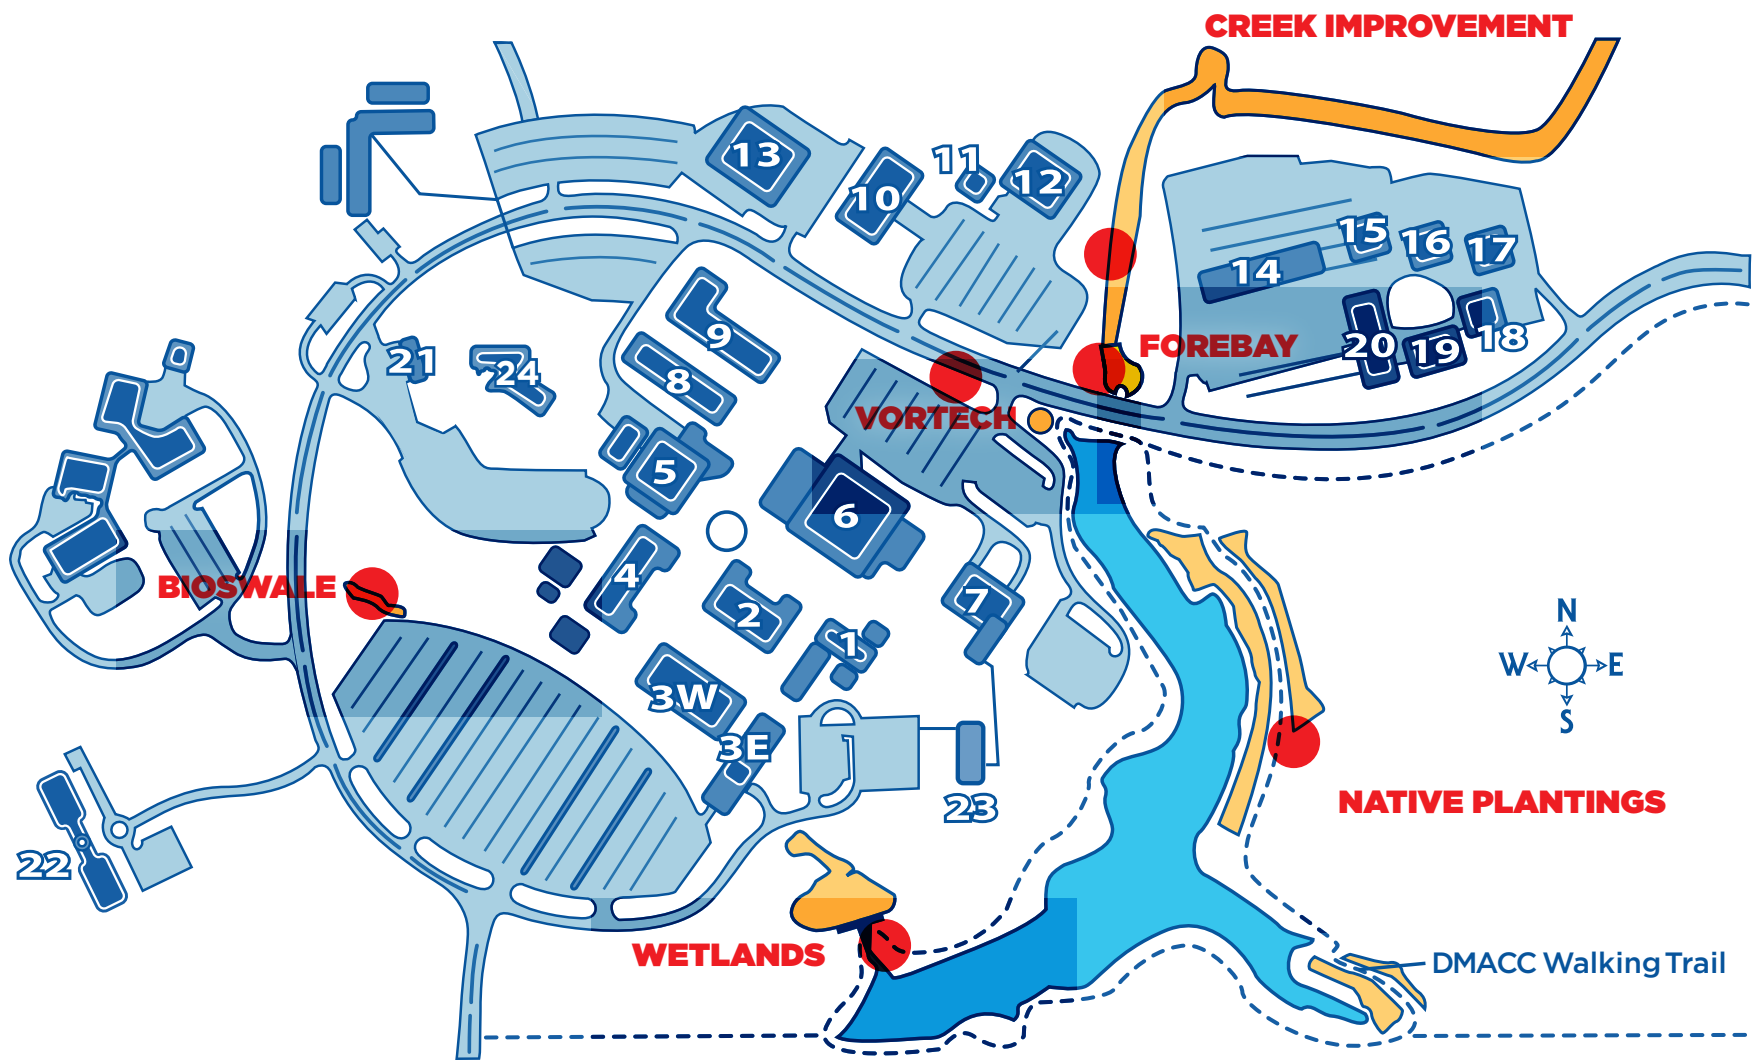 CREEK IMPROVEMENT
13
11
10
12
15
16
17
14
9
21
24
8
FOREBAY
20
19
18
VORTECH
5
6
BIOSWALE
4
2
7
1
N
W
E
S
3W
3E
23
NATIVE PLANTINGS
22
WETLANDS
DMACC Walking Trail